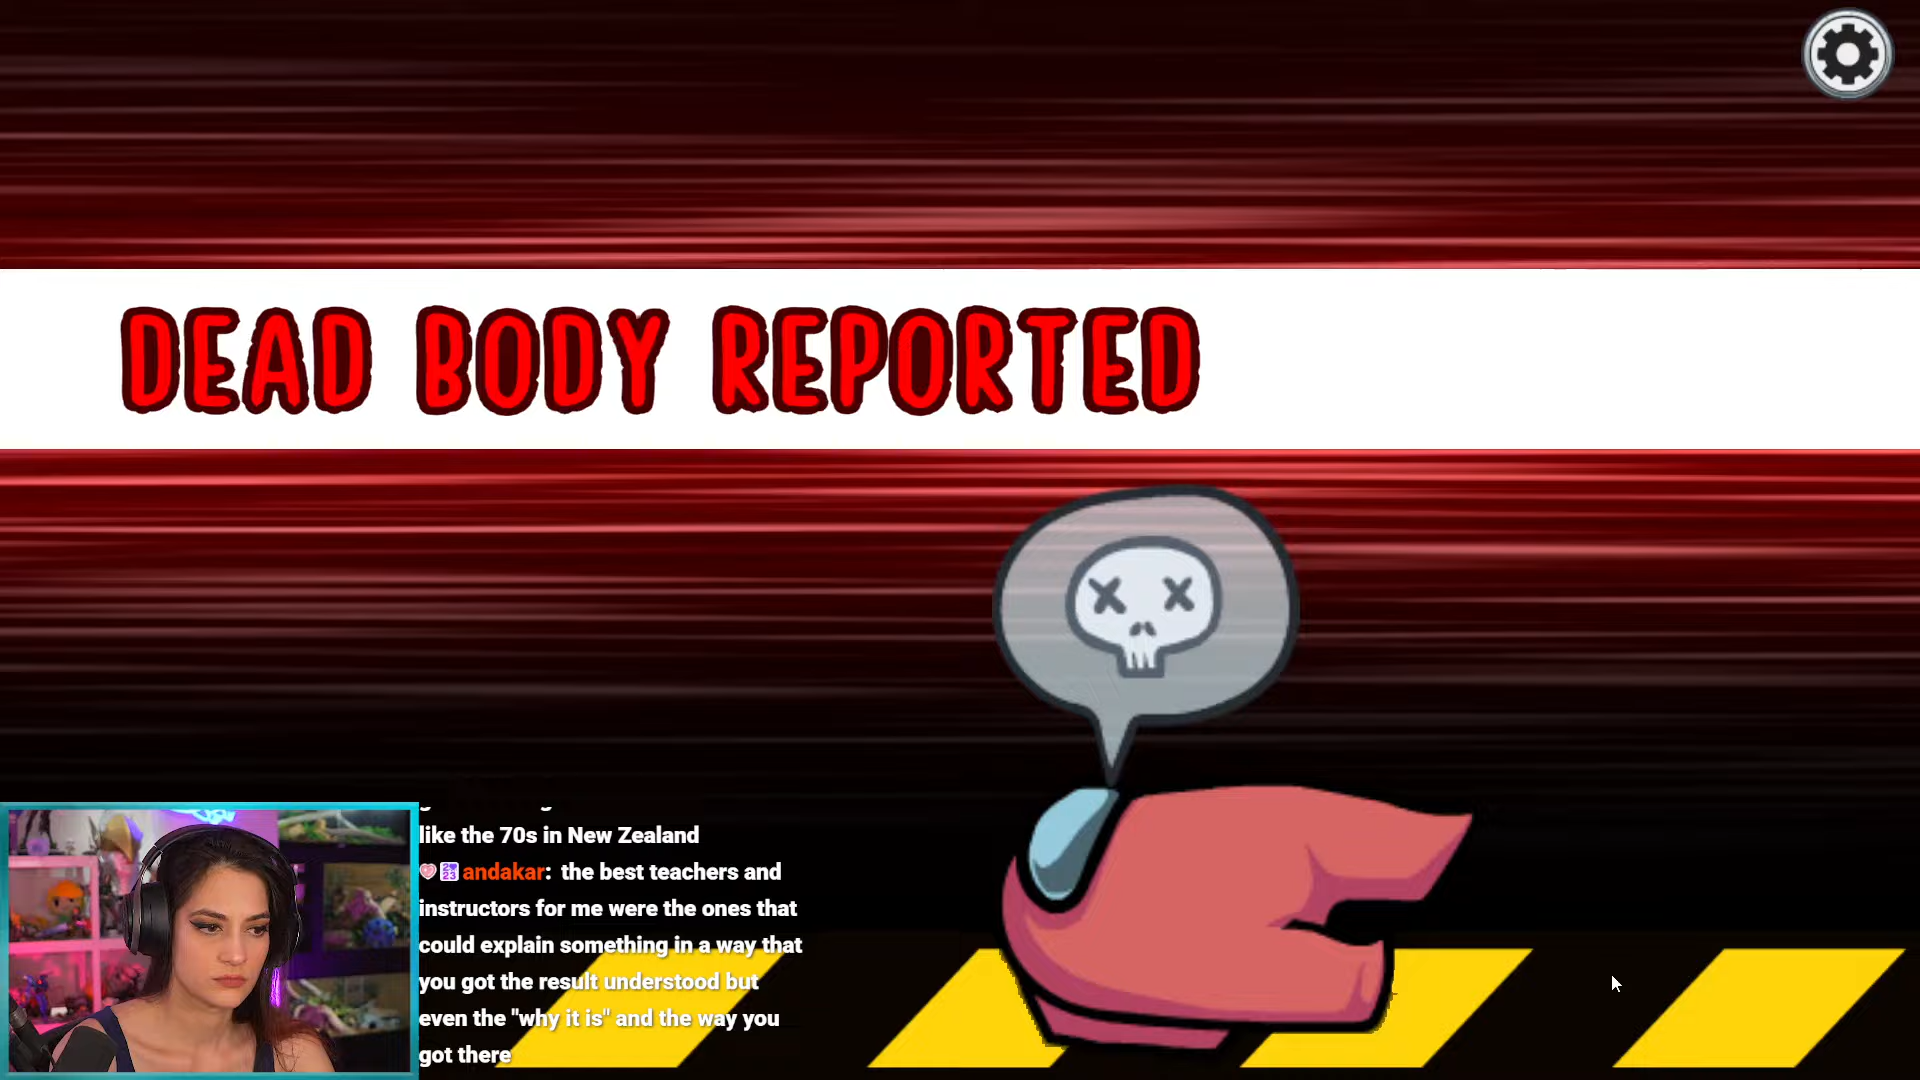 DEAD BODY REPORTED
like the 70s in New Zealand
andakar: the best teachers and
instructors for me were the ones that
could explain something in a way that
you got the result understood but
even the "why it is" and the way you
got there